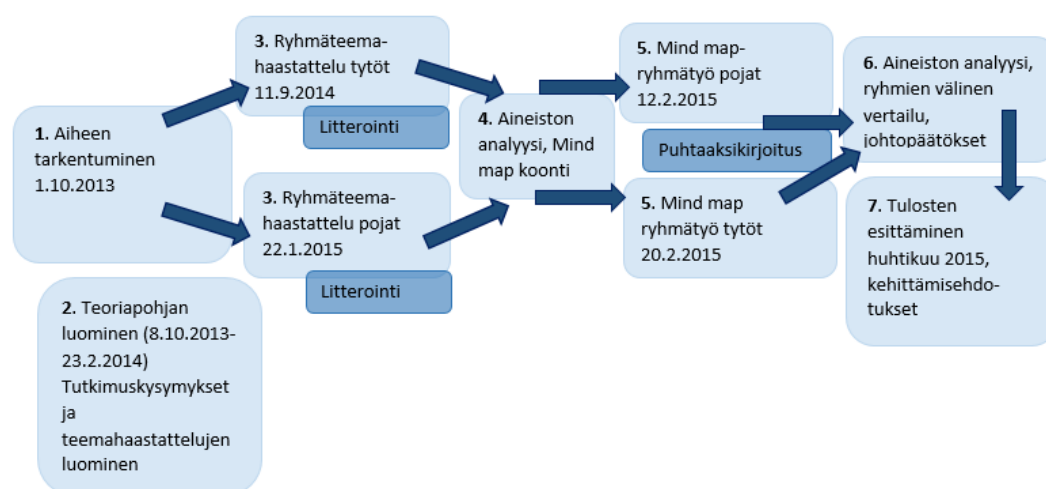 1. Aiheen
tarkentuminen
1.10.2013
2. Teoriapohjan
luominen (8.10.2013-
23.2.2014)
Tutkimuskysymykset
ja
teemahaastattelujen
luominen
3. Ryhmäteema-
haastattelu tytöt
11.9.2014
Litterointi
3. Ryhmäteema-
haastattelu pojat
22.1.2015
Litterointi
4. Aineiston
analyysi, Mind
map koonti
5. Mind map-
ryhmätyö pojat
12.2.2015
Puhtaaksikirjoitus
5. Mind map
ryhmätyö tytöt
20.2.2015
6. Aineiston analyysi,
ryhmien välinen
vertailu,
johtopäätökset
7. Tulosten
esittäminen
huhtikuu 2015,
kehittämisehdo-
tukset